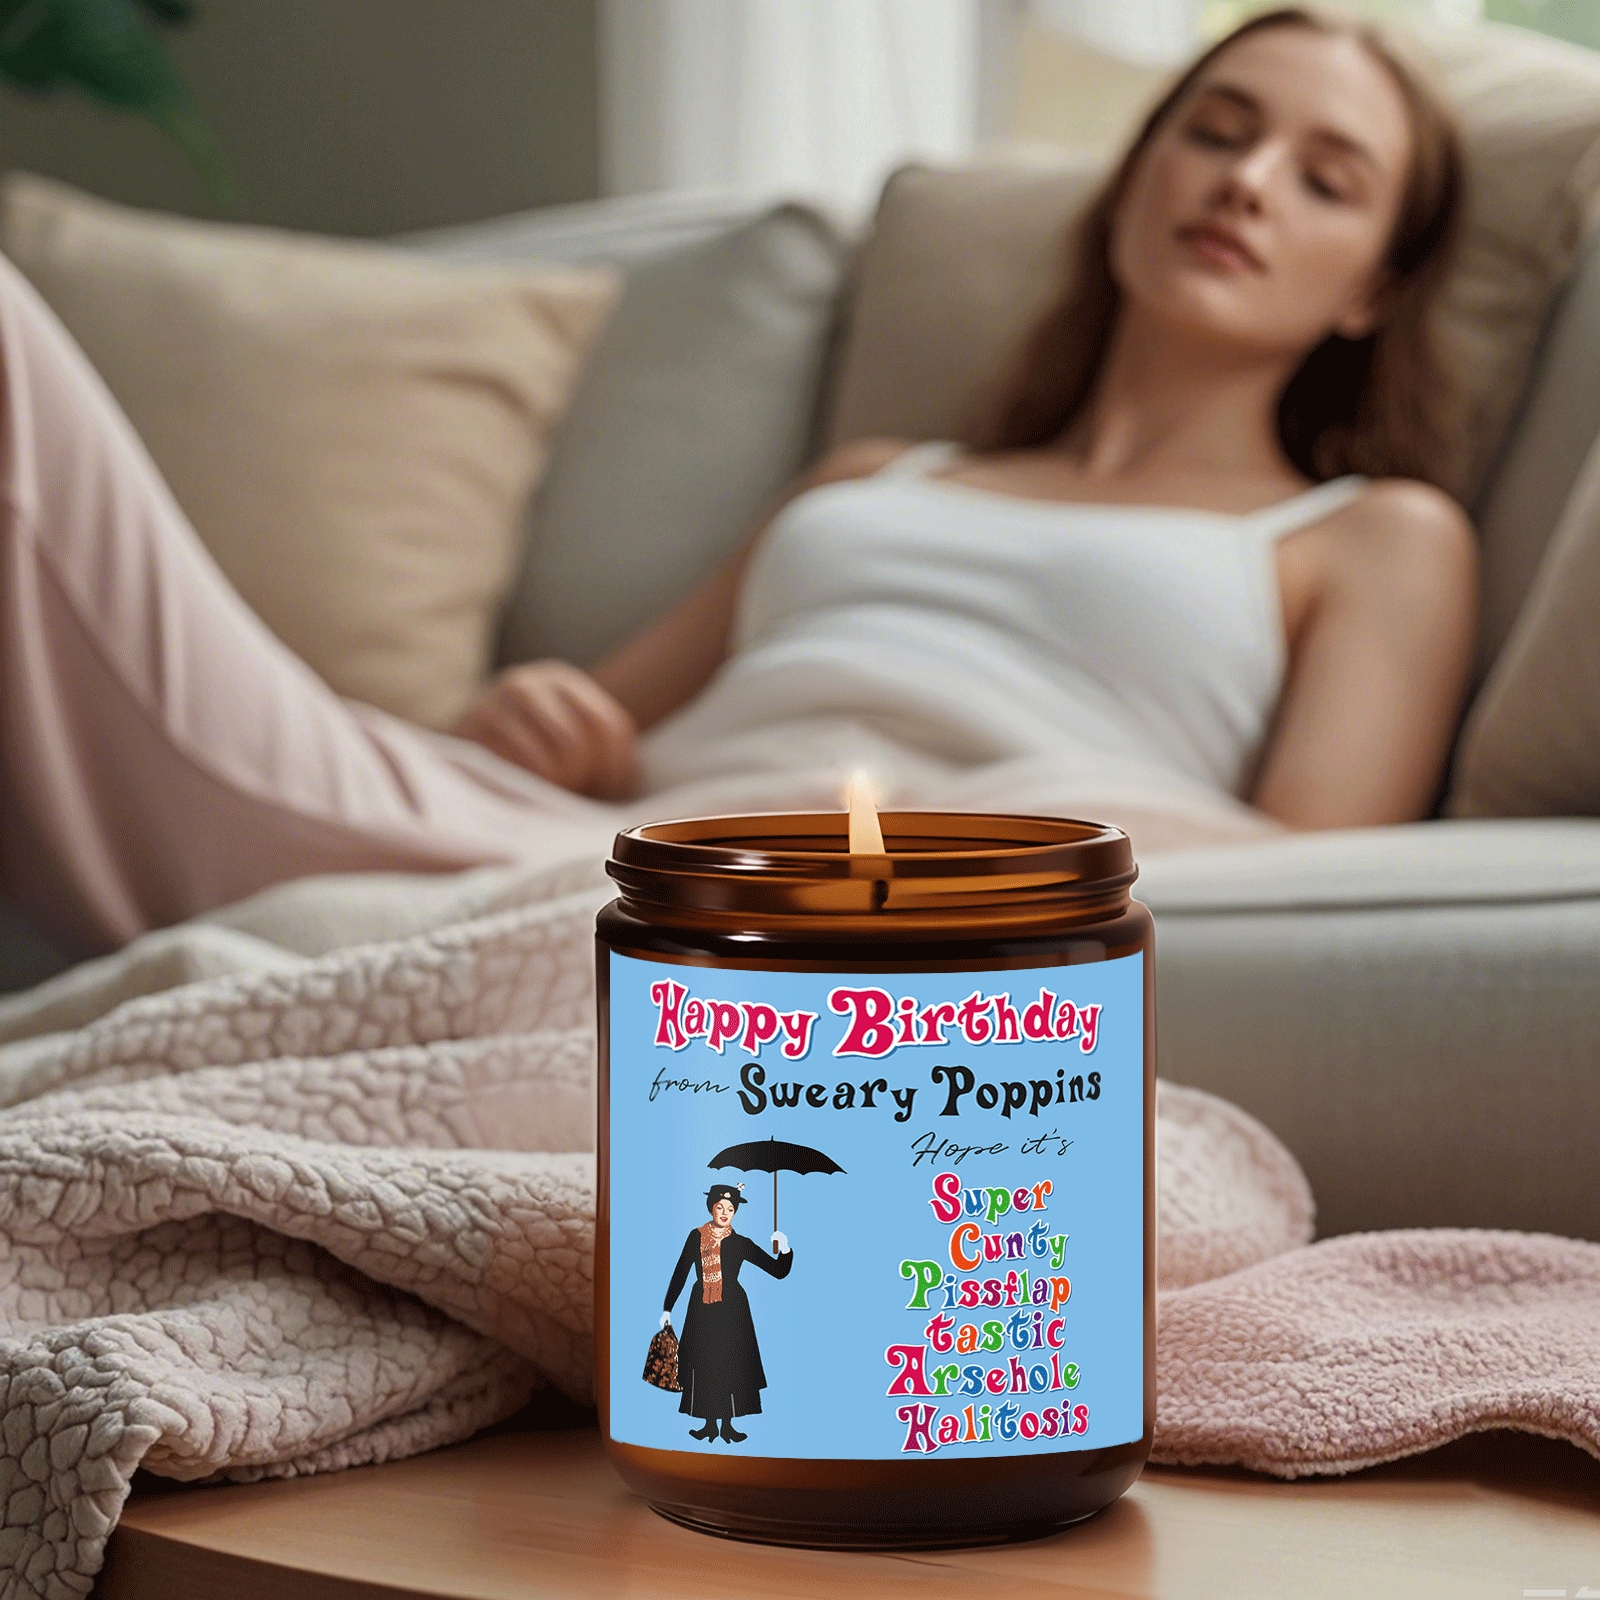 Happy Birthday
from Sweary Poppins
Hope it's
Super
Cunty
Pissflap
tastic
Arsehole
Halitosis